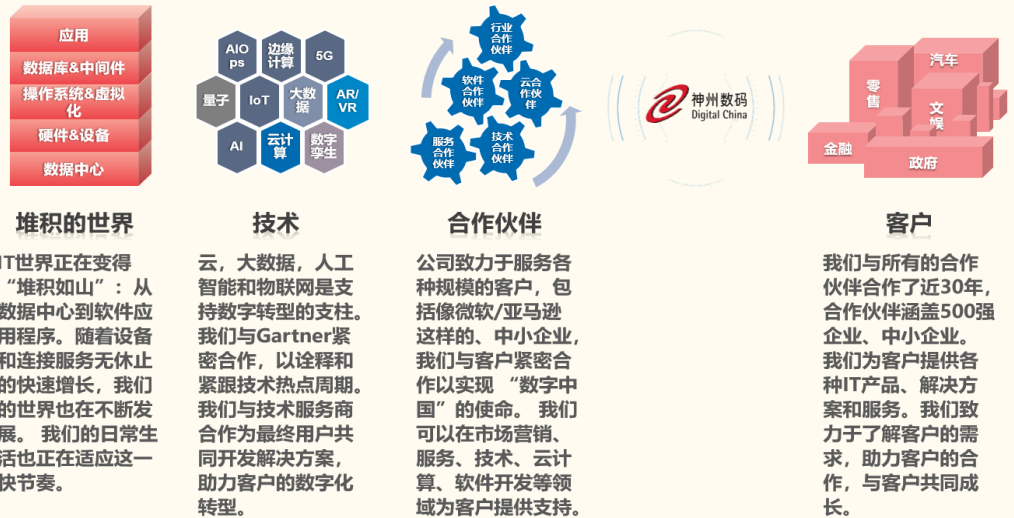 应用
数据库&中间件
操作系统&虚拟
化
硬件&设备
数据中心
堆积的世界
IT世界正在变得
“堆积如山”：从
数据中心到软件应
用程序。随着设备
和连接服务无休止
的快速增长，我们
的世界也在不断发
展。 我们的日常生
活也正在适应这一
快节奏。
AIO
ps
边缘
计算
5G
量子
IoT
大数
据
AR/
VR
AI
云计
算
数字
孪生
技术
云，大数据，人工
智能和物联网是支
持数字转型的支柱。
我们与Gartner紧
密合作，以诠释和
紧跟技术热点周期。
我们与技术服务商
合作为最终用户共
同开发解决方案，
助力客户的数字化
转型。
行业
合作
伙伴
软件
合作
伙伴
云合
作伙
伴
服务
合作
伙伴
技术
合作
伙伴
合作伙伴
公司致力于服务各
种规模的客户，包
括像微软/亚马逊
这样的、中小企业，
我们与客户紧密合
作以实现 “数字中
国”的使命。 我们
可以在市场营销、
服务、技术、云计
算、软件开发等领
域为客户提供支持。
神州数码
Digital China
汽车
零
售
文
娱
金融
政府
客户
我们与所有的合作
伙伴合作了近30年，
合作伙伴涵盖500强
企业、中小企业。
我们为客户提供各
种IT产品、解决方
案和服务。我们致
力于了解客户的需
求，助力客户的合
作，与客户共同成
长。